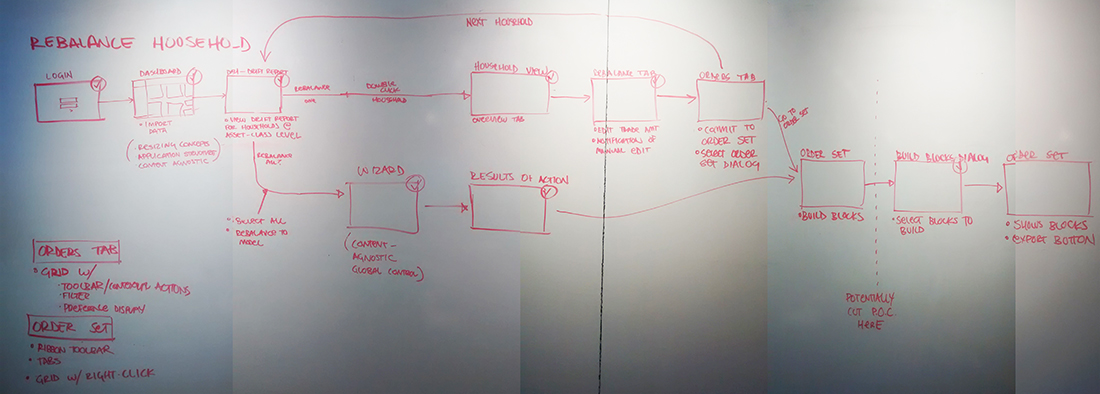 NEXT HOUSEHOLD
REBALANCE HOUSEHOLD
LOGIN
DASHBOARD
• IMPORT
DATA
(- RESIZING CONCEPTS
APPLICATION STRUCTURE
CONTENT AGNOSTIC)
DRIFT REPORT
• VIEW DRIFT REPORT
FOR HOUSEHOLDS @
ASSET-CLASS LEVEL
REBALANCE
ONE
DOUBLE
CLICK
HOUSEHOLD
HOUSEHOLD VIEW
OVERVIEW TAB
REBALANCE TAB
• EDIT TRADE AMT
• NOTIFICATION OF
MANUAL EDIT
ORDERS TAB
• COMMIT TO
ORDER SET
• SELECT ORDER
SET DIALOG
GO TO
ORDER SET
REBALANCE
ALL
• SELECT ALL
• REBALANCE TO
MODEL
WIZARD
(CONTENT-
AGNOSTIC
GLOBAL CONTROL)
RESULTS OF ACTION
ORDER SET
• BUILD BLOCKS
BUILD BLOCKS DIALOG
• SELECT BLOCKS TO
BUILD
ORDER SET
• SHOWS BLOCKS
• EXPORT BUTTON
POTENTIALLY
CUT P.O.C.
HERE
ORDERS TAB
• GRID W/
- TOOLBAR/CONTEXTUAL ACTIONS
- FILTER
- PREFERENCE DISPLAY
ORDER SET
• RIBBON TOOLBAR
• TABS
• GRID W/ RIGHT-CLICK